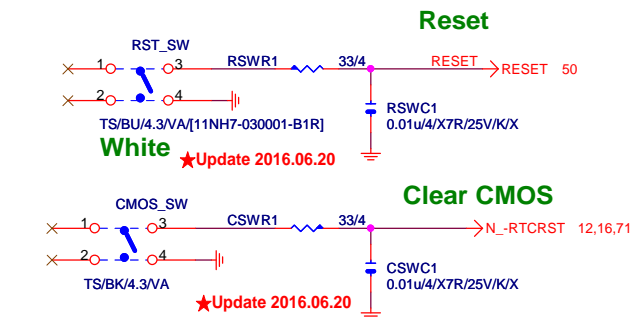 Reset
RST_SW
1 3 RSWR1 33/4 RESET RESET 50
2 4
RSWC1
0.01u/4/X7R/25V/K/X
TS/BU/4.3/VA/[11NH7-030001-B1R]
White
★Update 2016.06.20
Clear CMOS
CMOS_SW
1 3 CSWR1 33/4 N_-RTCRST 12,16,71
2 4
CSWC1
0.01u/4/X7R/25V/K/X
TS/BK/4.3/VA
★Update 2016.06.20